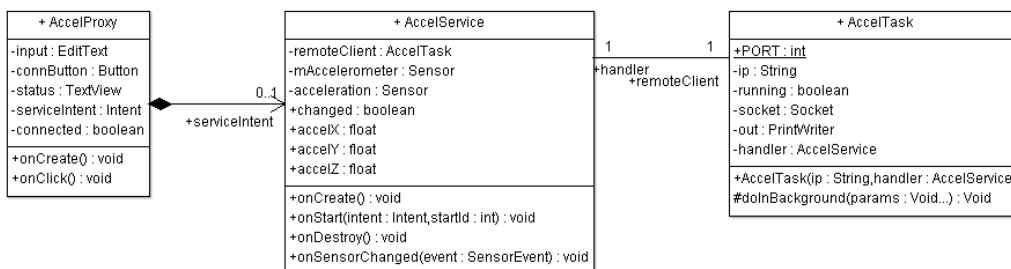 + AccelProxy
-input : EditText
-connButton : Button
-status : TextView
-serviceIntent : Intent
-connected : boolean
+onCreate() : void
+onClick() : void
0..1
+serviceIntent
+ AccelService
-remoteClient : AccelTask
-mAccelerometer : Sensor
-acceleration : Sensor
+changed : boolean
+accelX : float
+accelY : float
+accelZ : float
+onCreate() : void
+onStart(intent : Intent,startId : int) : void
+onDestroy() : void
+onSensorChanged(event : SensorEvent) : void
1
1
+handler
+remoteClient
+ AccelTask
+PORT : int
-ip : String
-running : boolean
-socket : Socket
-out : PrintWriter
-handler : AccelService
+AccelTask(ip : String,handler : AccelService
#doInBackground(params : Void...) : Void